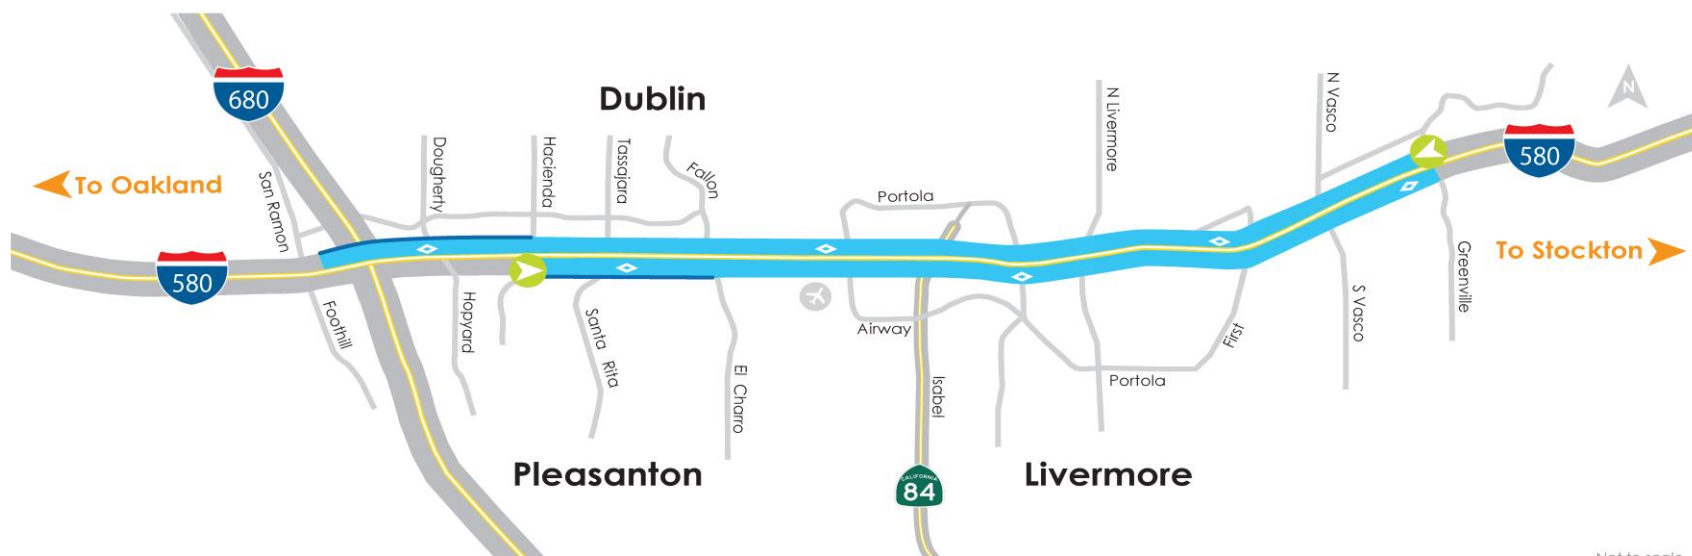 680
Dublin
N Vasco
N
N Livermore
Dougherty
Hacienda
Tassajara
580
Fallon
To Oakland
San Ramon
Portola
To Stockton
580
Greenville
Foothill
Hopyard
Santa Rita
Airway
First
S Vasco
El Charro
Isabel
Portola
Pleasanton
Livermore
CALIFORNIA
84